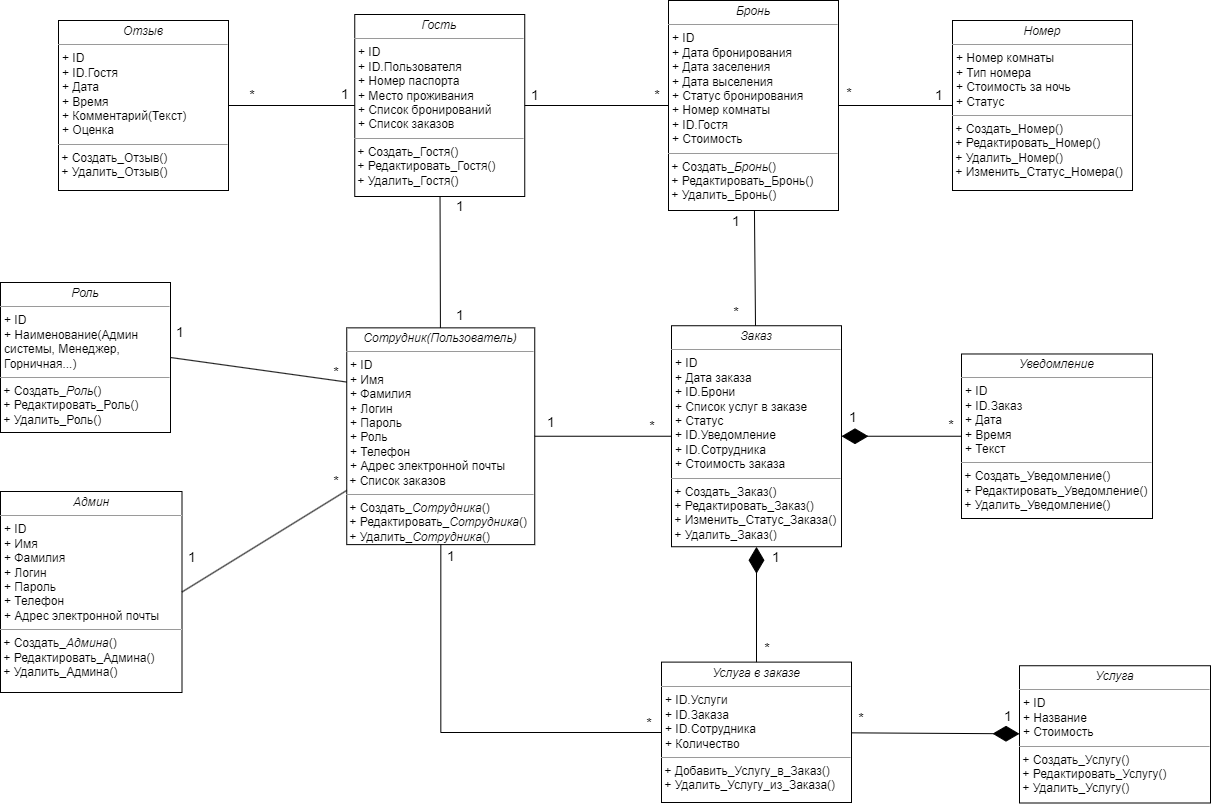 Отзыв
+ ID
+ ID.Гостя
+ Дата
+ Время
+ Комментарий(Текст)
+ Оценка
+ Создать_Отзыв()
+ Удалить_Отзыв()
*
1
Гость
+ ID
+ ID.Пользователя
+ Номер паспорта
+ Место проживания
+ Список бронирований
+ Список заказов
+ Создать_Гостя()
+ Редактировать_Гостя()
+ Удалить_Гостя()
1
*
Бронь
+ ID
+ Дата бронирования
+ Дата заселения
+ Дата выселения
+ Статус бронирования
+ Номер комнаты
+ ID.Гостя
+ Стоимость
+ Создать_Бронь()
+ Редактировать_Бронь()
+ Удалить_Бронь()
*
1
Номер
+ Номер комнаты
+ Тип номера
+ Стоимость за ночь
+ Статус
+ Создать_Номер()
+ Редактировать_Номер()
+ Удалить_Номер()
+ Изменить_Статус_Номера()
1
1
1
*
Роль
+ ID
+ Наименование(Админ
системы, Менеджер,
Горничная...)
+ Создать_Роль()
+ Редактировать_Роль()
+ Удалить_Роль()
1
*
Сотрудник(Пользователь)
+ ID
+ Имя
+ Фамилия
+ Логин
+ Пароль
+ Роль
+ Телефон
+ Адрес электронной почты
+ Список заказов
+ Создать_Сотрудника()
+ Редактировать_Сотрудника()
+ Удалить_Сотрудника()
1
*
Заказ
+ ID
+ Дата заказа
+ ID.Брони
+ Список услуг в заказе
+ Статус
+ ID.Уведомление
+ ID.Сотрудника
+ Стоимость заказа
+ Создать_Заказ()
+ Редактировать_Заказ()
+ Изменить_Статус_Заказа()
+ Удалить_Заказ()
1
*
Уведомление
+ ID
+ ID.Заказ
+ Дата
+ Время
+ Текст
+ Создать_Уведомление()
+ Редактировать_Уведомление()
+ Удалить_Уведомление()
Админ
+ ID
+ Имя
+ Фамилия
+ Логин
+ Пароль
+ Телефон
+ Адрес электронной почты
+ Создать_Админа()
+ Редактировать_Админа()
+ Удалить_Админа()
1
*
1
*
1
*
Услуга в заказе
+ ID.Услуги
+ ID.Заказа
+ ID.Сотрудника
+ Количество
+ Добавить_Услугу_в_Заказ()
+ Удалить_Услугу_из_Заказа()
*
1
Услуга
+ ID
+ Название
+ Стоимость
+ Создать_Услугу()
+ Редактировать_Услугу()
+ Удалить_Услугу()